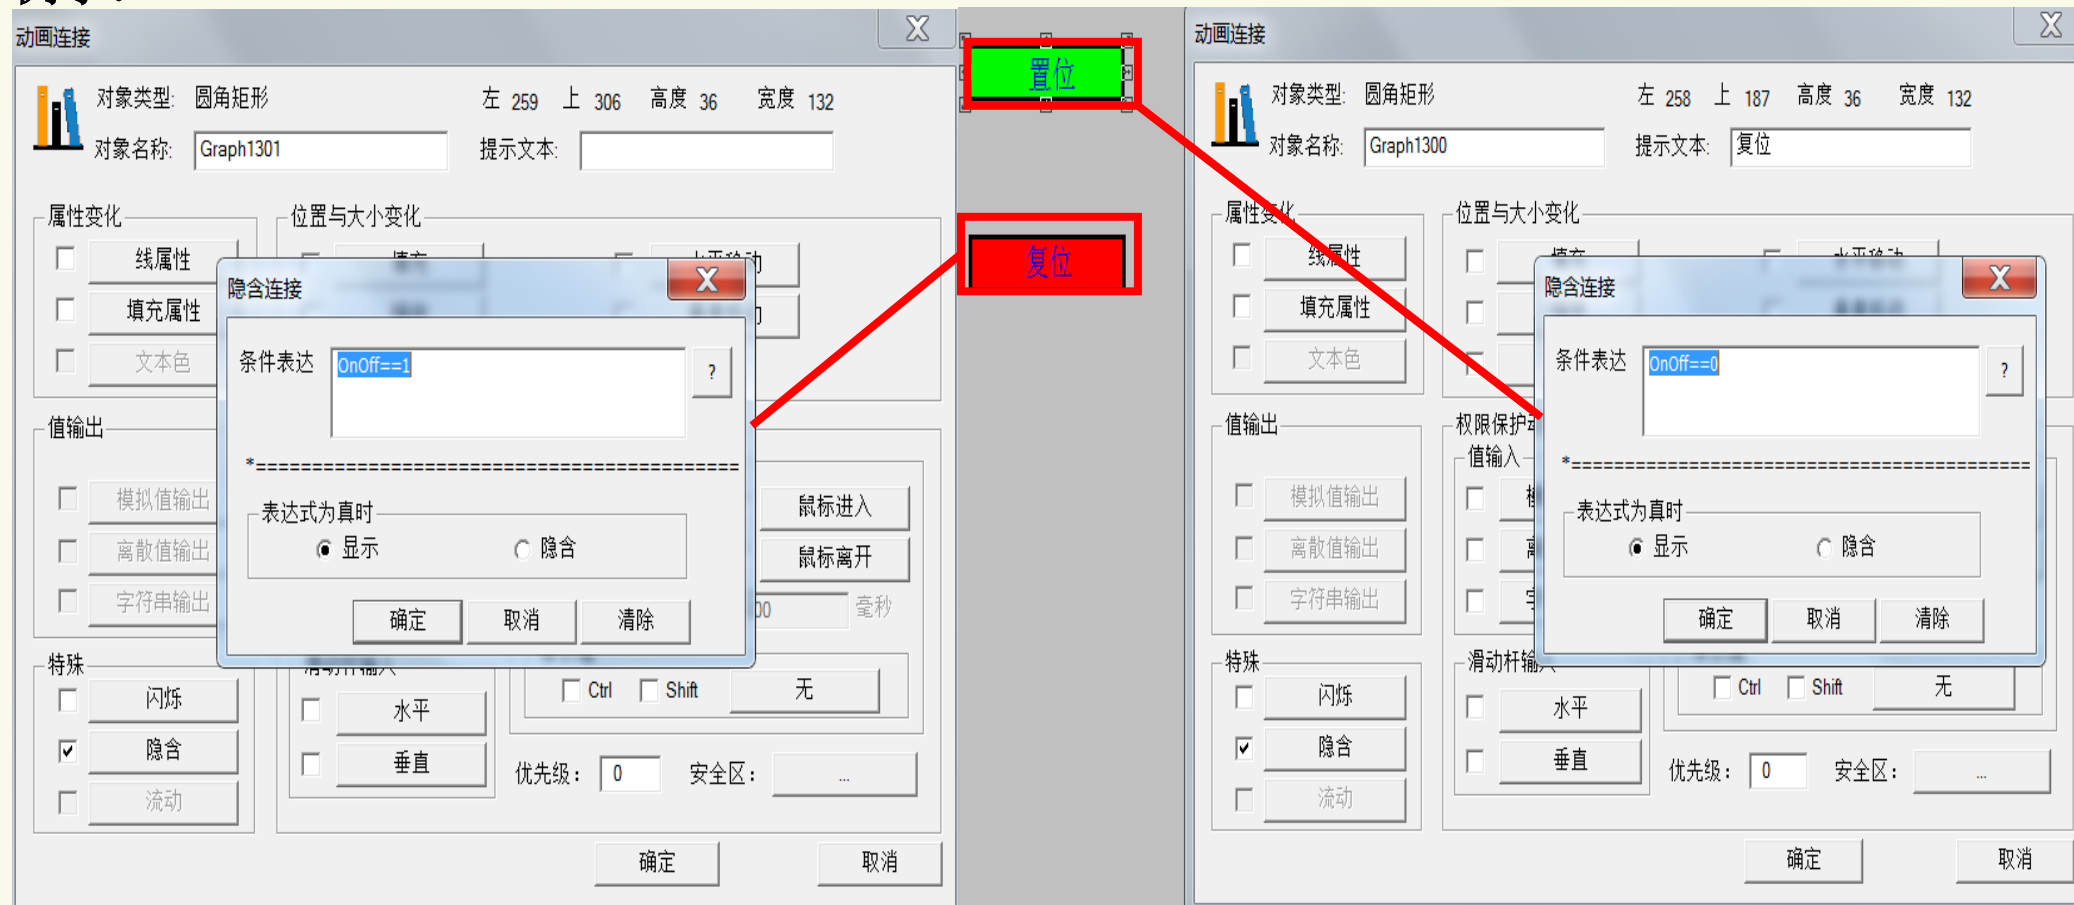 动画连接
对象类型: 圆角矩形 左 259 上 306 高度 36 宽度 132
对象名称: Graph1301 提示文本:
属性变化
位置与大小变化
线属性
填充属性
文本色
值输出
模拟值输出
离散值输出
字符串输出
特殊
闪烁
隐含
流动
隐含连接
条件表达 OnOff==1 ?
*===========================================
表达式为真时
显示 隐含
确定 取消 清除
鼠标进入
鼠标离开
毫秒
水平
垂直
Ctrl Shift 无
优先级: 0 安全区: ...
确定 取消
置位
复位
动画连接
对象类型: 圆角矩形 左 258 上 187 高度 36 宽度 132
对象名称: Graph1300 提示文本: 复位
属性变化
位置与大小变化
线属性
填充属性
文本色
值输出
模拟值输出
离散值输出
字符串输出
特殊
闪烁
隐含
流动
权限保护
值输入
隐含连接
条件表达 OnOff==0 ?
*===========================================
表达式为真时
显示 隐含
确定 取消 清除
滑动杆输入
水平
垂直
Ctrl Shift 无
优先级: 0 安全区: ...
确定 取消